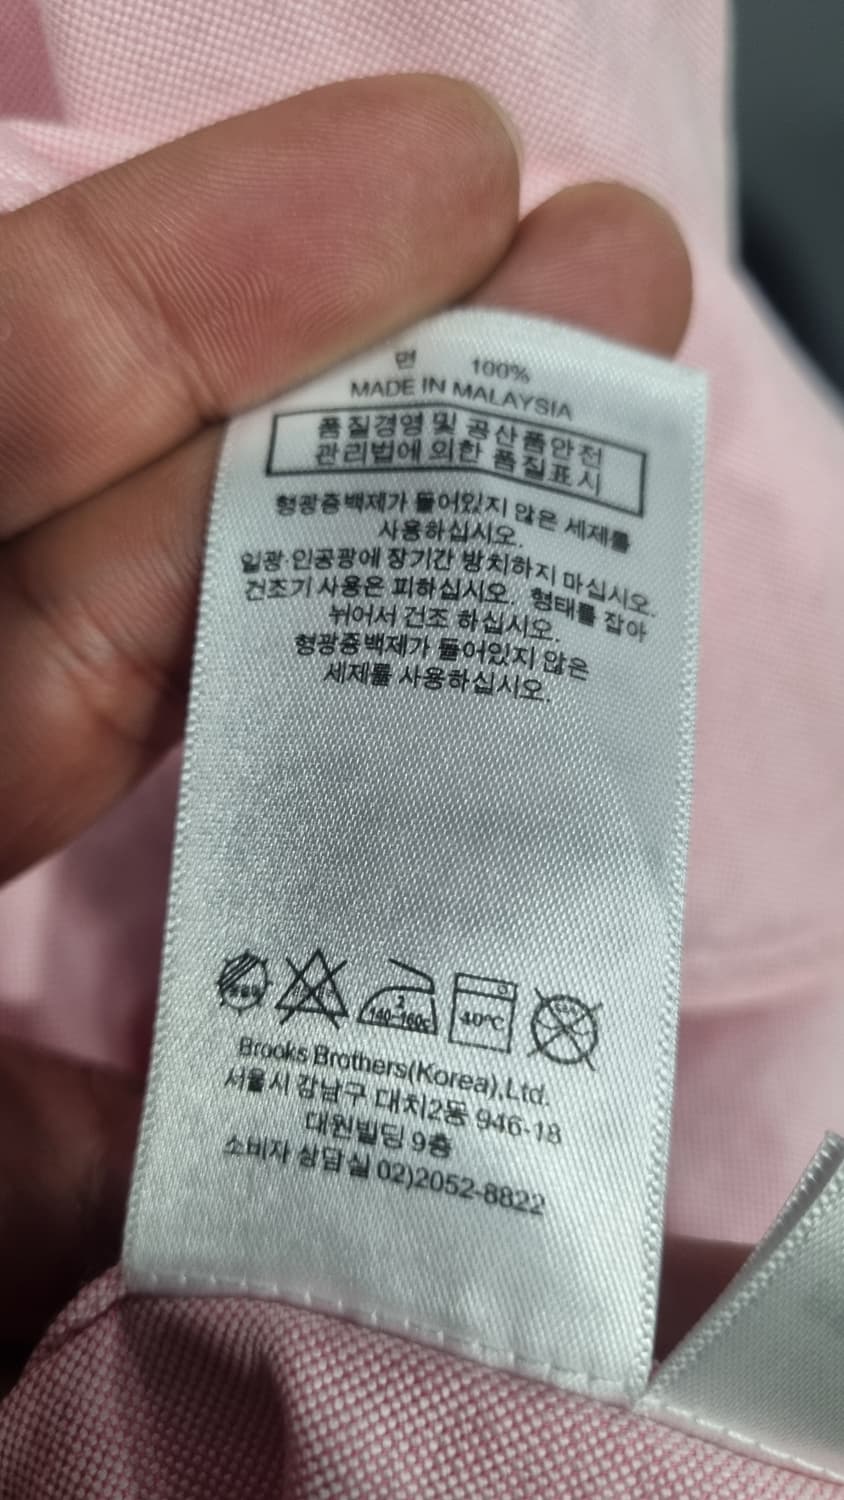 면 100%
MADE IN MALAYSIA
품질경영 및 공산품안전
관리법에 의한 품질표시
형광증백제가 들어있지 않은 세제를
사용하십시오.
일광·인공광에 장기간 방치하지 마십시오.
건조기 사용은 피하십시오. 형태를 잡아
뉘어서 건조 하십시오.
형광증백제가 들어있지 않은
세제를 사용하십시오.
2
140~160c
40℃
Brooks Brothers(Korea),Ltd.
서울시 강남구 대치2동 946-18
대원빌딩 9층
소비자 상담실 02)2052-8822